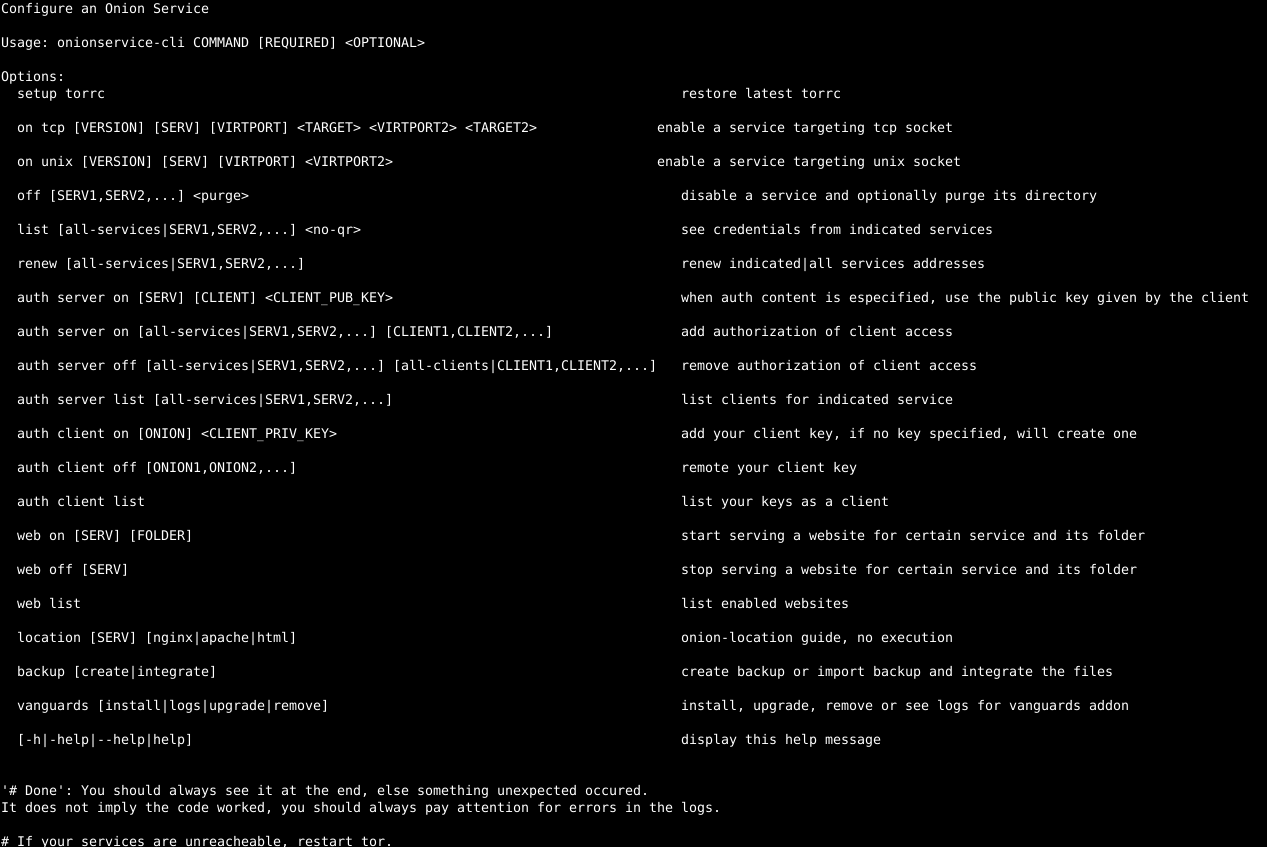 Configure an Onion Service
Usage: onionservice-cli COMMAND [REQUIRED] <OPTIONAL>
Options:
setup torrc restore latest torrc
on tcp [VERSION] [SERV] [VIRTPORT] <TARGET> <VIRTPORT2> <TARGET2> enable a service targeting tcp socket
on unix [VERSION] [SERV] [VIRTPORT] <VIRTPORT2> enable a service targeting unix socket
off [SERV1,SERV2,...] <purge> disable a service and optionally purge its directory
list [all-services|SERV1,SERV2,...] <no-qr> see credentials from indicated services
renew [all-services|SERV1,SERV2,...] renew indicated|all services addresses
auth server on [SERV] [CLIENT] <CLIENT_PUB_KEY> when auth content is especified, use the public key given by the client
auth server on [all-services|SERV1,SERV2,...] [CLIENT1,CLIENT2,...] add authorization of client access
auth server off [all-services|SERV1,SERV2,...] [all-clients|CLIENT1,CLIENT2,...] remove authorization of client access
auth server list [all-services|SERV1,SERV2,...] list clients for indicated service
auth client on [ONION] <CLIENT_PRIV_KEY> add your client key, if no key specified, will create one
auth client off [ONION1,ONION2,...] remote your client key
auth client list list your keys as a client
web on [SERV] [FOLDER] start serving a website for certain service and its folder
web off [SERV] stop serving a website for certain service and its folder
web list list enabled websites
location [SERV] [nginx|apache|html] onion-location guide, no execution
backup [create|integrate] create backup or import backup and integrate the files
vanguards [install|logs|upgrade|remove] install, upgrade, remove or see logs for vanguards addon
[-h|-help|--help|help] display this help message
'# Done': You should always see it at the end, else something unexpected occured.
It does not imply the code worked, you should always pay attention for errors in the logs.
# If your services are unreacheable, restart tor.